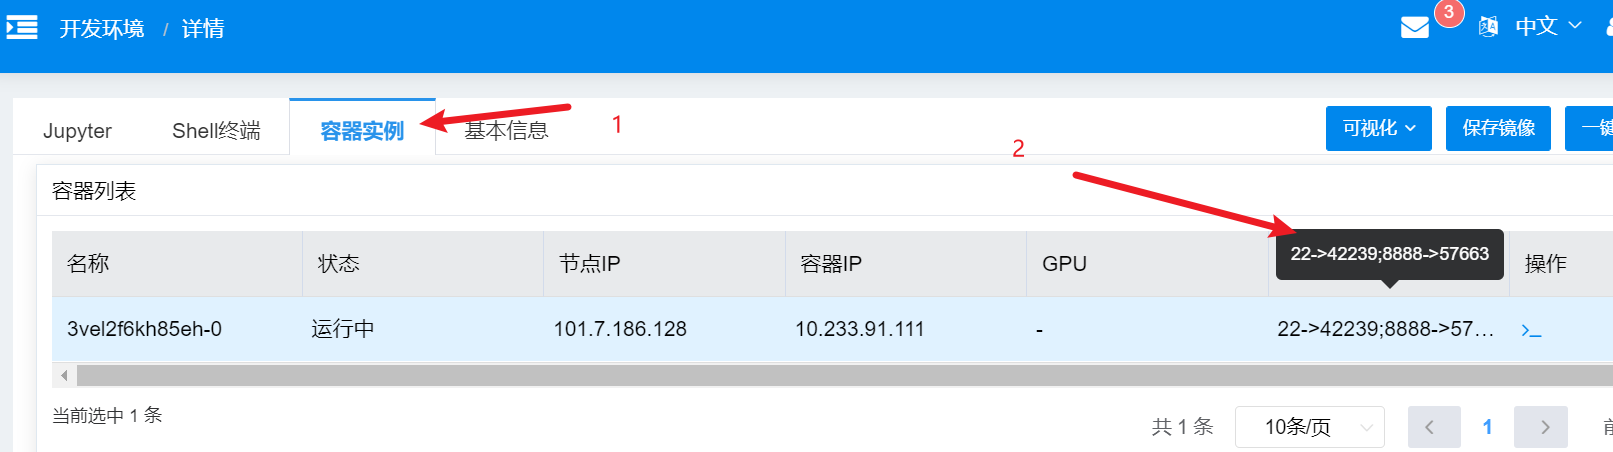 开发环境 / 详情
3
中文
Jupyter Shell终端 容器实例 基本信息 1
可视化 保存镜像 一键
2
容器列表
22->42239;8888->57663
名称 状态 节点IP 容器IP GPU 操作
3vel2f6kh85eh-0 运行中 101.7.186.128 10.233.91.111 - 22->42239;8888->57... >_
当前选中 1 条
共 1 条 10条/页 < 1 > 前